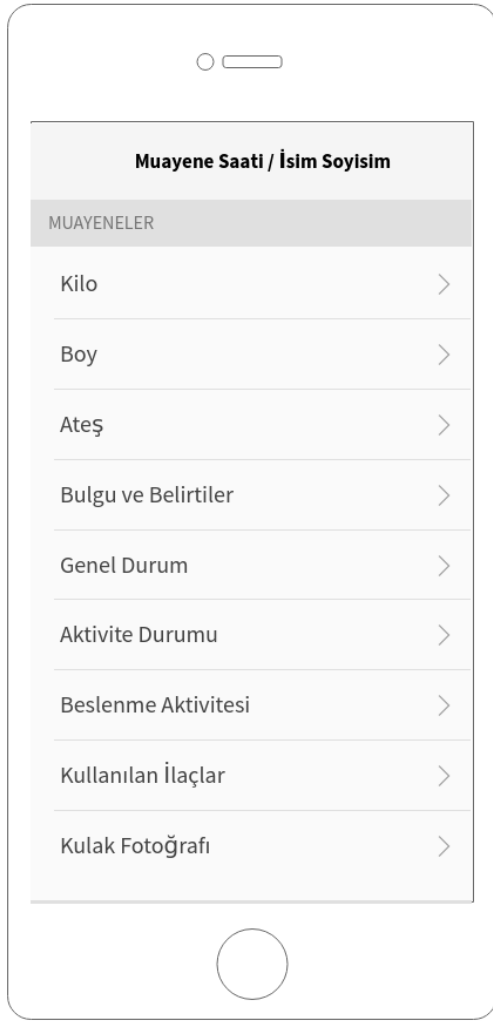 Muayene Saati / İsim Soyisim
MUAYENELER
Kilo
Boy
Ateş
Bulgu ve Belirtiler
Genel Durum
Aktivite Durumu
Beslenme Aktivitesi
Kullanılan İlaçlar
Kulak Fotoğrafı